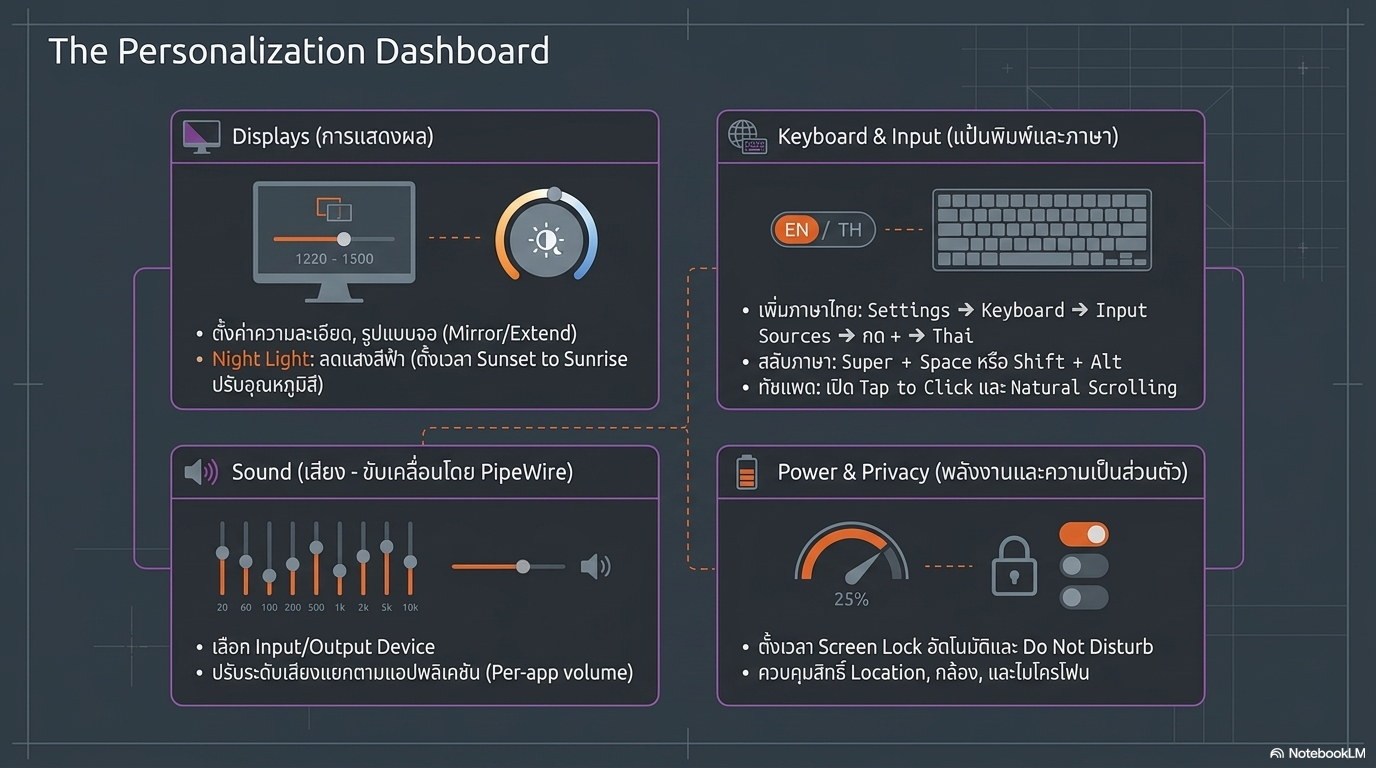 The Personalization Dashboard
Displays (การแสดงผล)
1220 - 1500
• ตั้งค่าความละเอียด, รูปแบบจอ (Mirror/Extend)
• Night Light: ลดแสงสีฟ้า (ตั้งเวลา Sunset to Sunrise
ปรับอุณหภูมิสี)
Keyboard & Input (แป้นพิมพ์และภาษา)
EN / TH
• เพิ่มภาษาไทย: Settings → Keyboard → Input
Sources → กด + → Thai
• สลับภาษา: Super + Space หรือ Shift + Alt
• ทัชแพด: เปิด Tap to Click และ Natural Scrolling
Sound (เสียง - ขับเคลื่อนโดย PipeWire)
20 60 100 200 500 1k 2k 5k 10k
• เลือก Input/Output Device
• ปรับระดับเสียงแยกตามแอปพลิเคชัน (Per-app volume)
Power & Privacy (พลังงานและความเป็นส่วนตัว)
25%
• ตั้งเวลา Screen Lock อัตโนมัติและ Do Not Disturb
• ควบคุมสิทธิ์ Location, กล้อง, และไมโครโฟน
NotebookLM